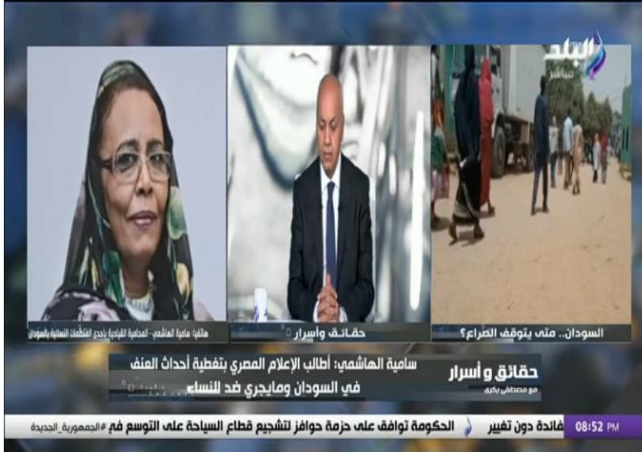 البلد
مباشر
السودان.. متى يتوقف الصراع؟
حقائق وأسرار
هاتفيا: سامية الهاشمي - المحامية القيادية بإحدى المنظمات النسائية بالسودان
حقائق و أسرار
مع مصطفى بكرى
سامية الهاشمي: أطالب الإعلام المصري بتغطية أحداث العنف
في السودان ومايجري ضد النساء
08:52 PM
فائدة دون تغيير الحكومة توافق على حزمة حوافز لتشجيع قطاع السياحة على التوسع في
#الجمهورية_الجديدة